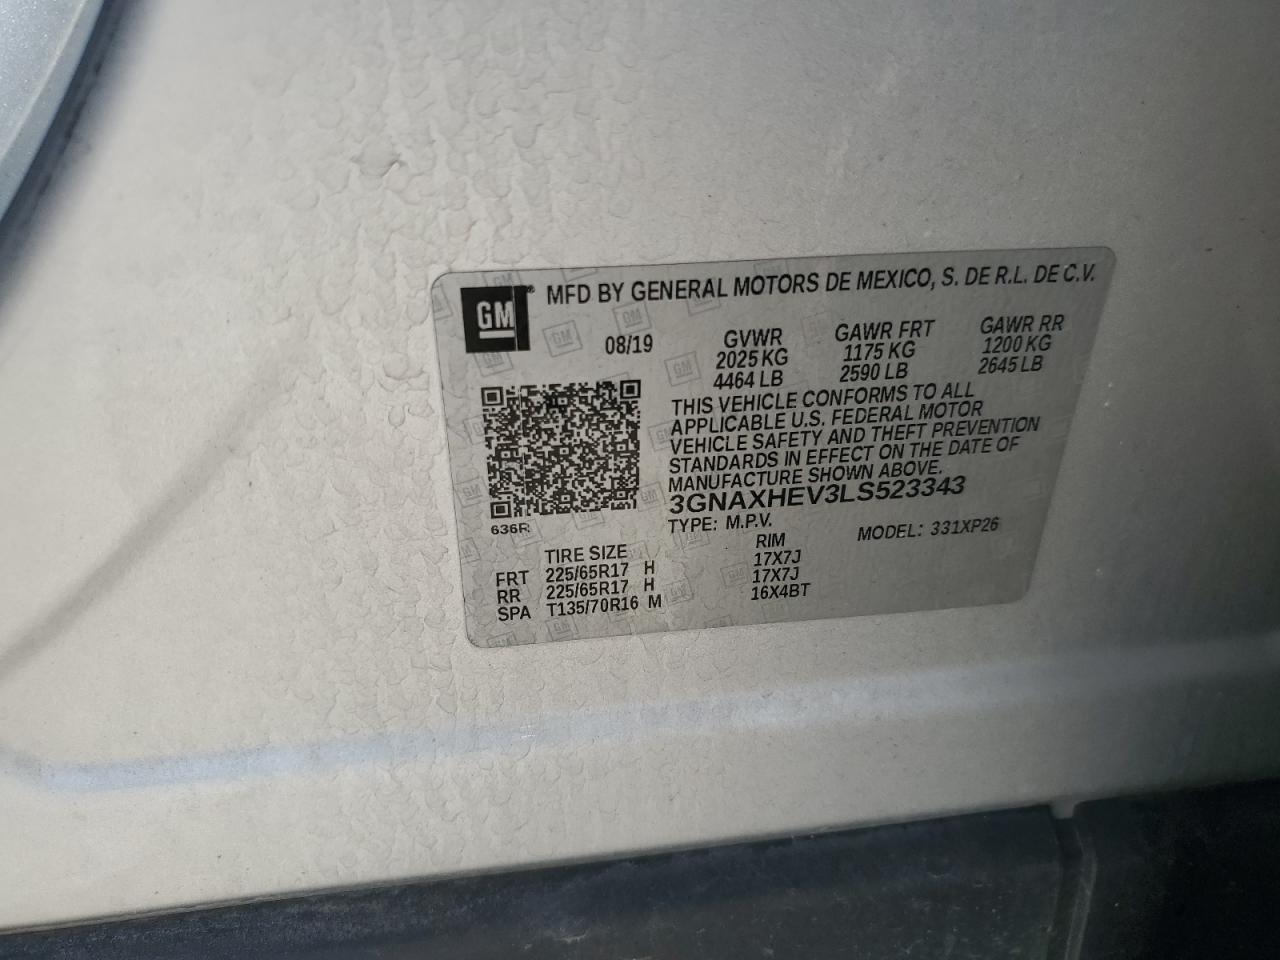 GM
MFD BY GENERAL MOTORS DE MEXICO, S. DE R.L. DE C.V.
08/19 GVWR GAWR FRT GAWR RR
2025 KG 1175 KG 1200 KG
4464 LB 2590 LB 2645 LB
THIS VEHICLE CONFORMS TO ALL
APPLICABLE U.S. FEDERAL MOTOR
VEHICLE SAFETY AND THEFT PREVENTION
STANDARDS IN EFFECT ON THE DATE OF
MANUFACTURE SHOWN ABOVE.
3GNAXHEV3LS523343
636R
TYPE: M.P.V. MODEL: 331XP26
TIRE SIZE RIM
FRT 225/65R17 H 17X7J
RR 225/65R17 H 17X7J
SPA T135/70R16 M 16X4BT